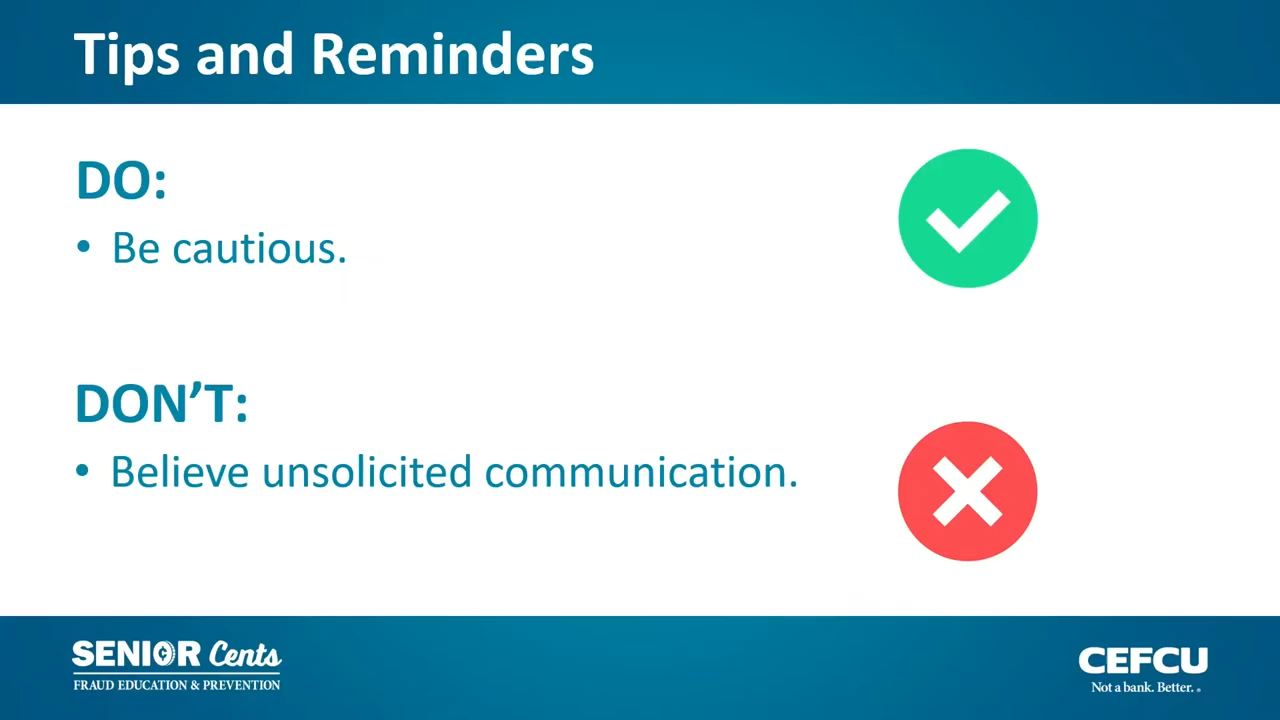 Tips and Reminders
DO:
• Be cautious.
DON’T:
• Believe unsolicited communication.
SENIOR Cents
FRAUD EDUCATION & PREVENTION
CEFCU
Not a bank. Better.®